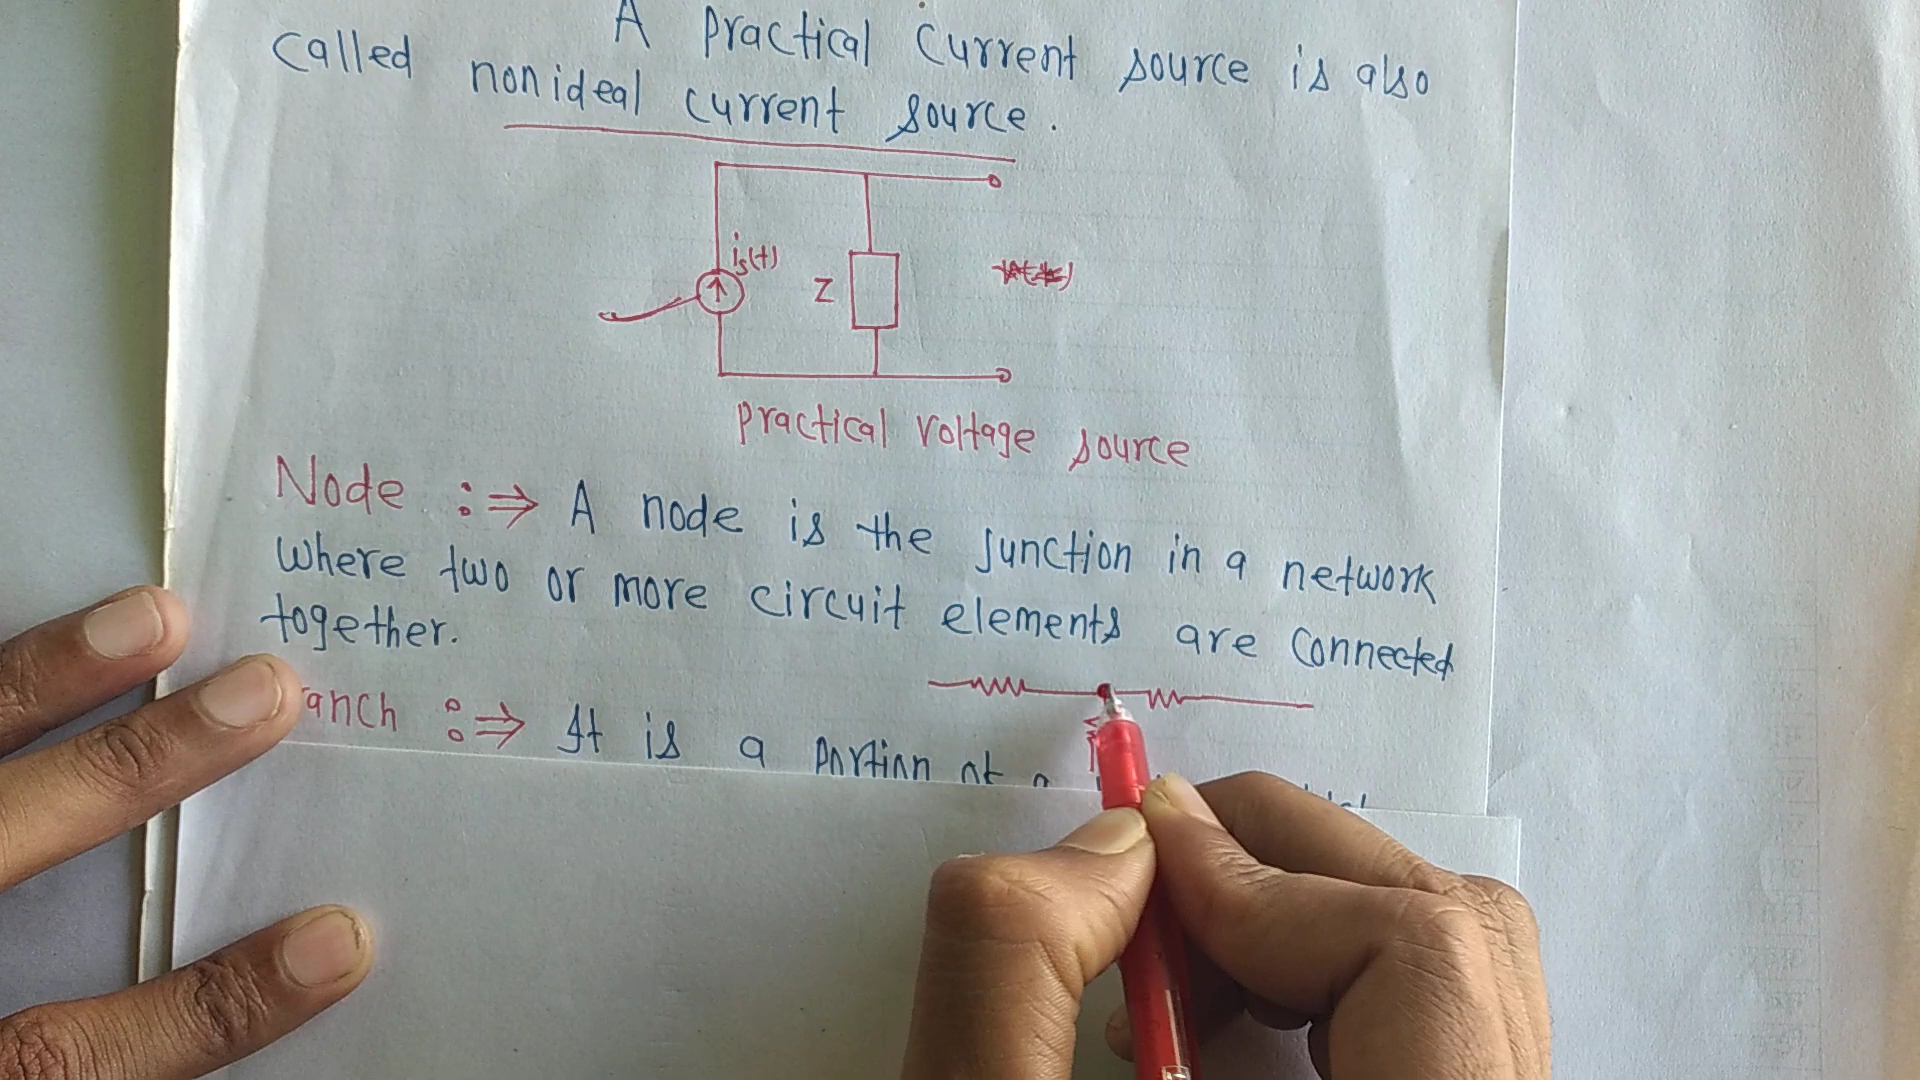 A practical current source is also
called nonideal current source.
is(t)
Z
practical voltage source
Node :⇒ A node is the junction in a network
where two or more circuit elements are connected
together.
anch :⇒ It is a portion